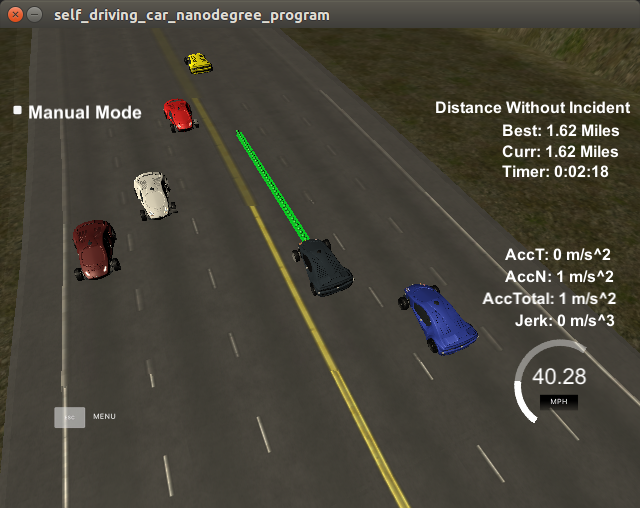 self_driving_car_nanodegree_program
Manual Mode
Distance Without Incident
Best: 1.62 Miles
Curr: 1.62 Miles
Timer: 0:02:18
AccT: 0 m/s^2
AccN: 1 m/s^2
AccTotal: 1 m/s^2
Jerk: 0 m/s^3
40.28
MPH
MENU